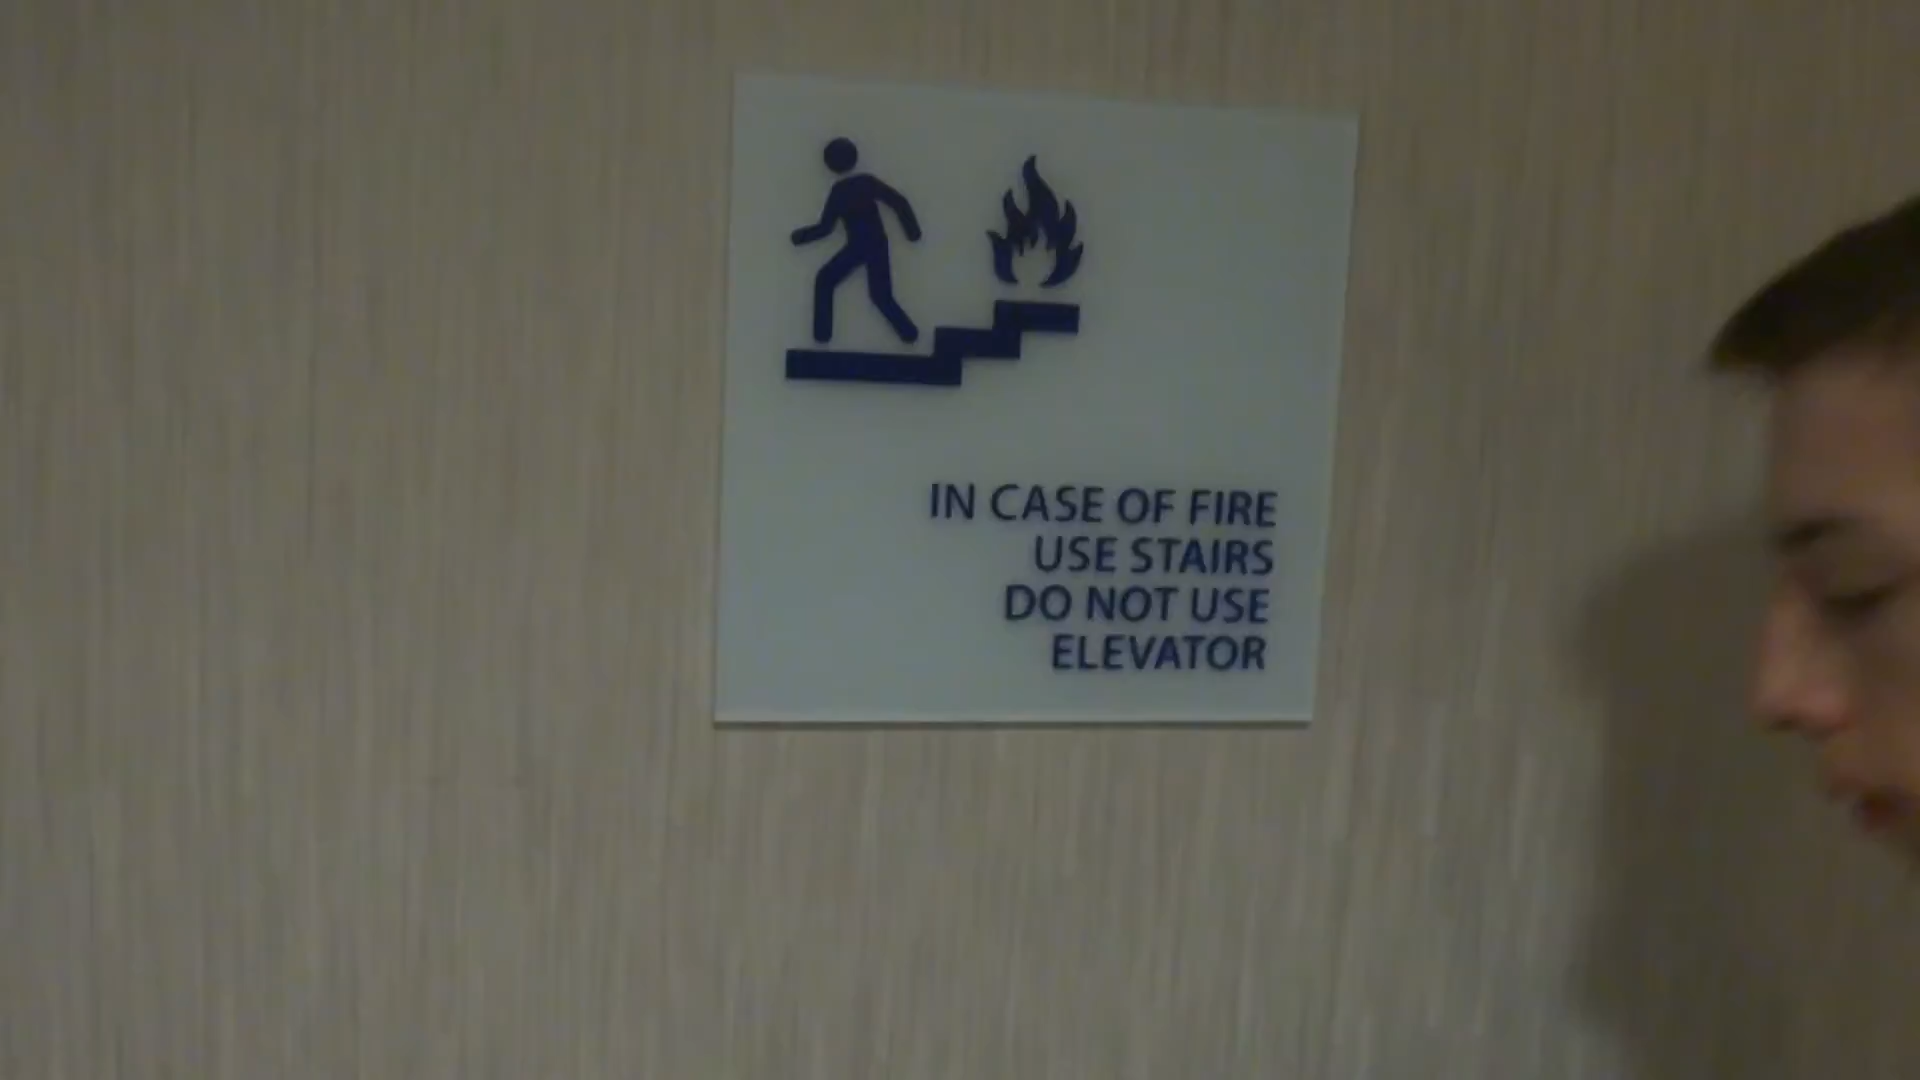 IN CASE OF FIRE
USE STAIRS
DO NOT USE
ELEVATOR